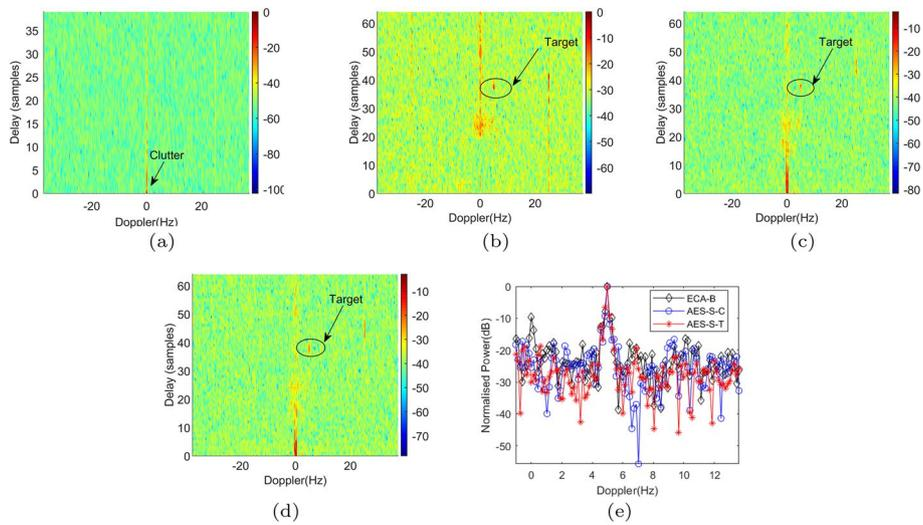 35
30
25
20
15
10
5
0
Delay (samples)
-20 0 20
Doppler(Hz)
Clutter
0
-20
-40
-60
-80
-100
(a)
60
50
40
30
20
10
0
Delay (samples)
-20 0 20
Doppler(Hz)
Target
0
-10
-20
-30
-40
-50
-60
(b)
60
50
40
30
20
10
0
Delay (samples)
-20 0 20
Doppler(Hz)
Target
-10
-20
-30
-40
-50
-60
-70
-80
(c)
60
50
40
30
20
10
0
Delay (samples)
-20 0 20
Doppler(Hz)
Target
-10
-20
-30
-40
-50
-60
-70
(d)
0
-10
-20
-30
-40
-50
Normalised Power(dB)
0 2 4 6 8 10 12
Doppler(Hz)
ECA-B
AES-S-C
AES-S-T
(e)